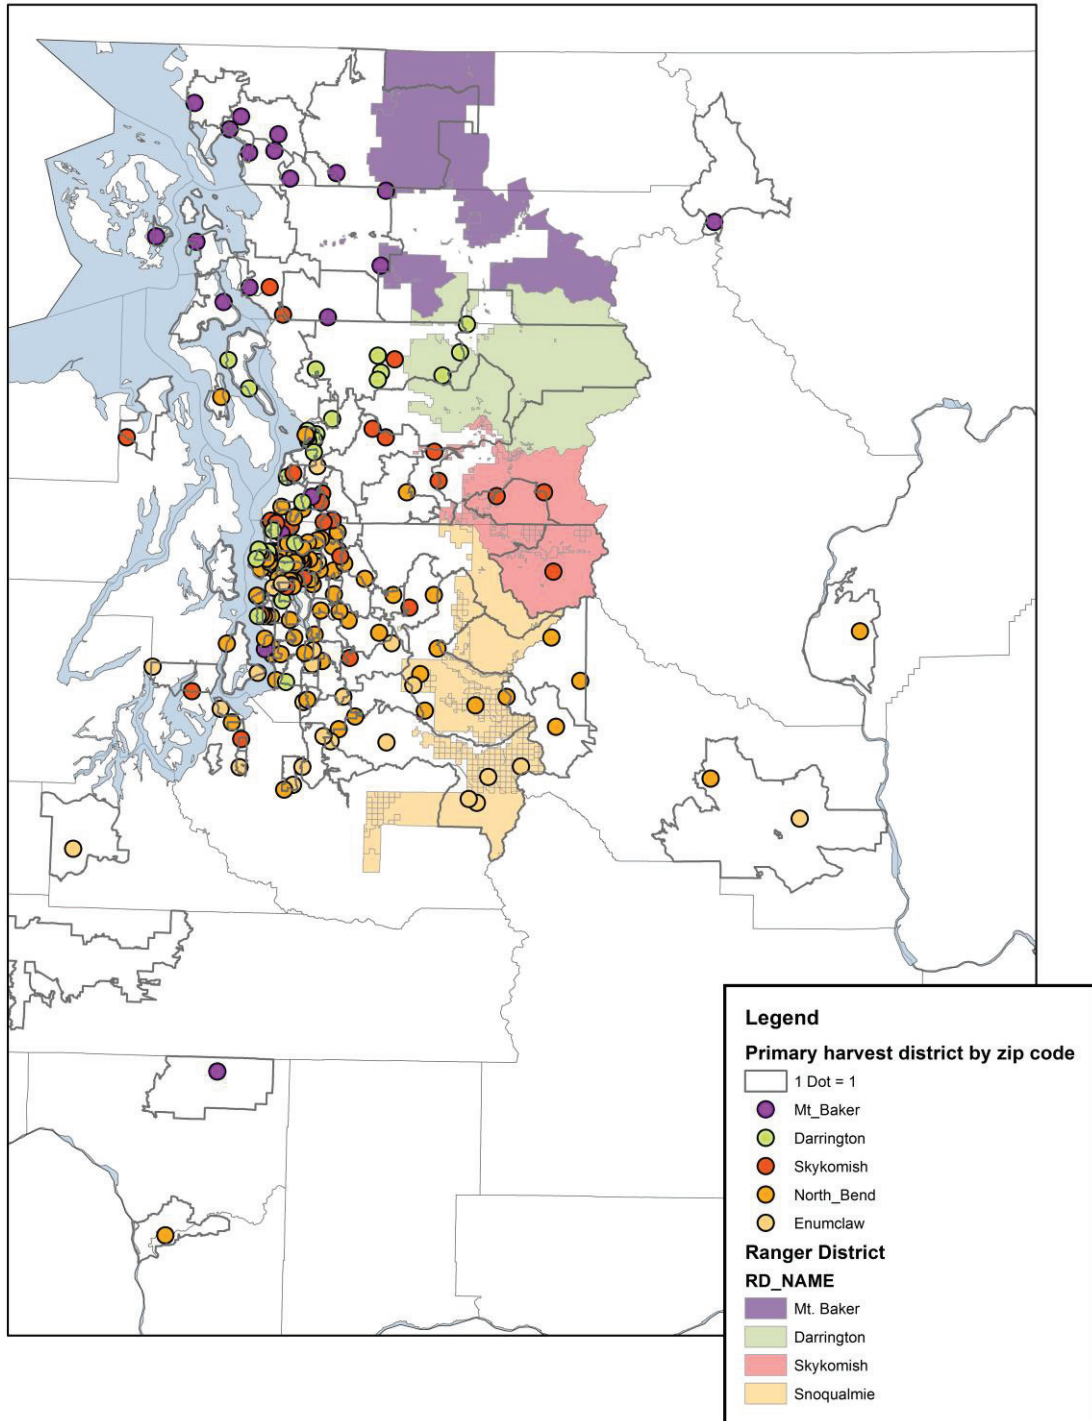 Legend
Primary harvest district by zip code
1 Dot = 1
Mt_Baker
Darrington
Skykomish
North_Bend
Enumclaw
Ranger District
RD_NAME
Mt. Baker
Darrington
Skykomish
Snoqualmie